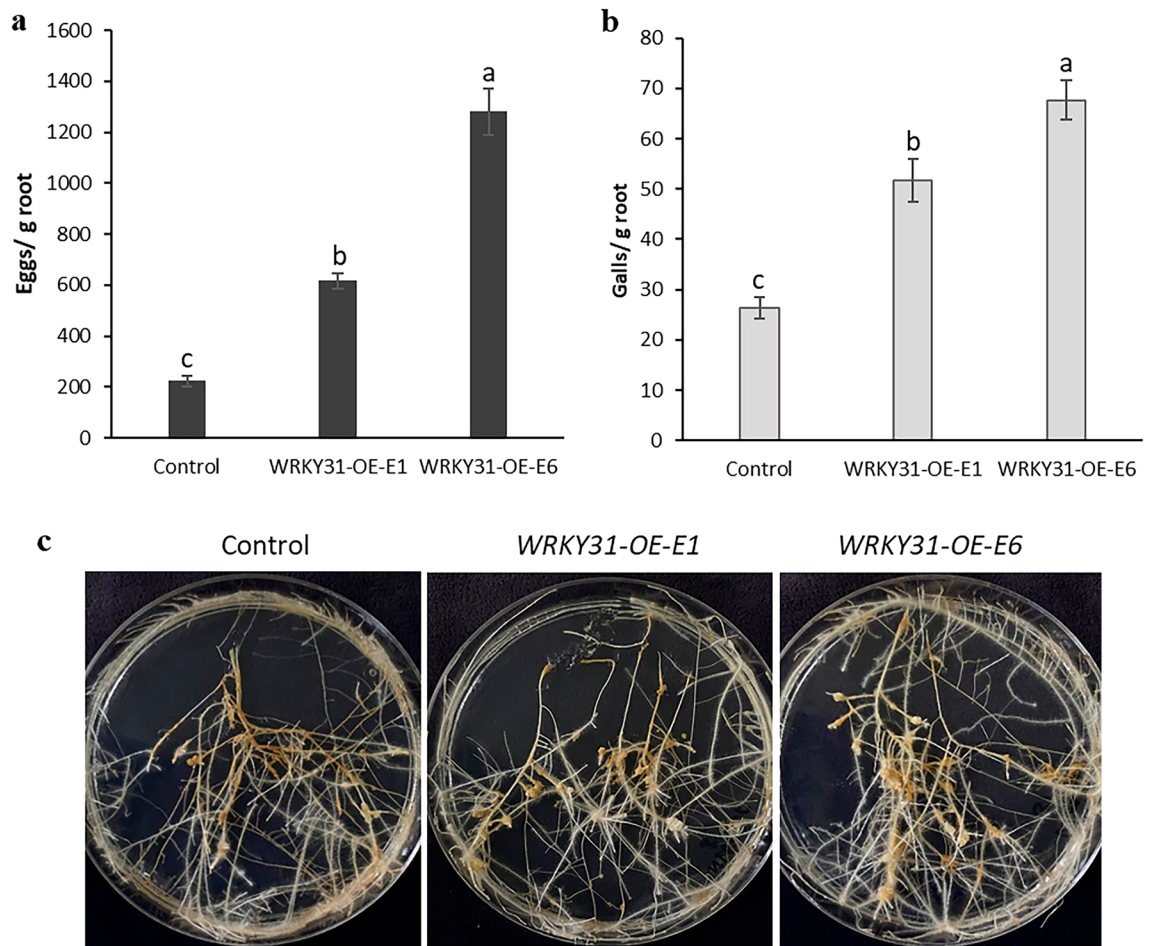 a
1600
1400
1200
1000
800
600
400
200
0
Eggs/ g root
c
b
a
Control WRKY31-OE-E1 WRKY31-OE-E6
b
80
70
60
50
40
30
20
10
0
Galls/ g root
c
b
a
Control WRKY31-OE-E1 WRKY31-OE-E6
c
Control WRKY31-OE-E1 WRKY31-OE-E6